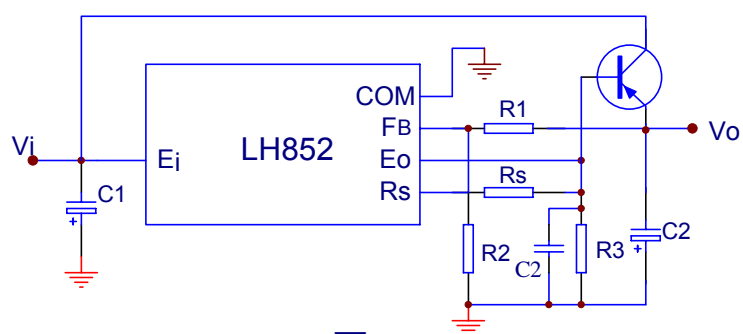 COM
FB
R1
Vo
Vi
Ei
LH852
Eo
C1
+
Rs
Rs
R2
C2
R3
C2
+